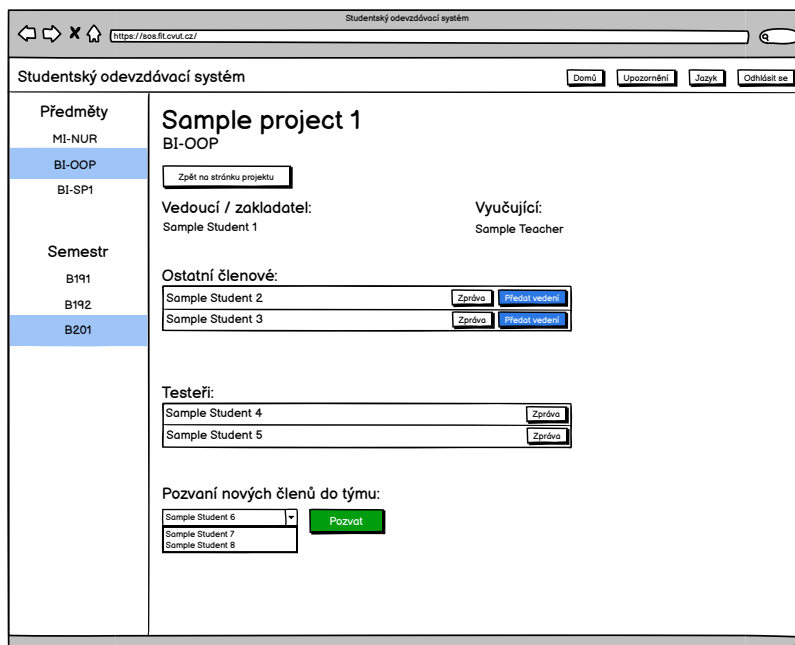 Studentský odevzdávací systém
https://sos.fit.cvut.cz/
Studentský odevzdávací systém
Domů
Upozornění
Jazyk
Odhlásit se
Předměty
MI-NUR
BI-OOP
BI-SP1
Semestr
B191
B192
B201
Sample project 1
BI-OOP
Zpět na stránku projektu
Vedoucí / zakladatel:
Sample Student 1
Vyučující:
Sample Teacher
Ostatní členové:
Sample Student 2 Zpráva Předat vedení
Sample Student 3 Zpráva Předat vedení
Testeři:
Sample Student 4 Zpráva
Sample Student 5 Zpráva
Pozvaní nových členů do týmu:
Sample Student 6
Pozvat
Sample Student 7
Sample Student 8